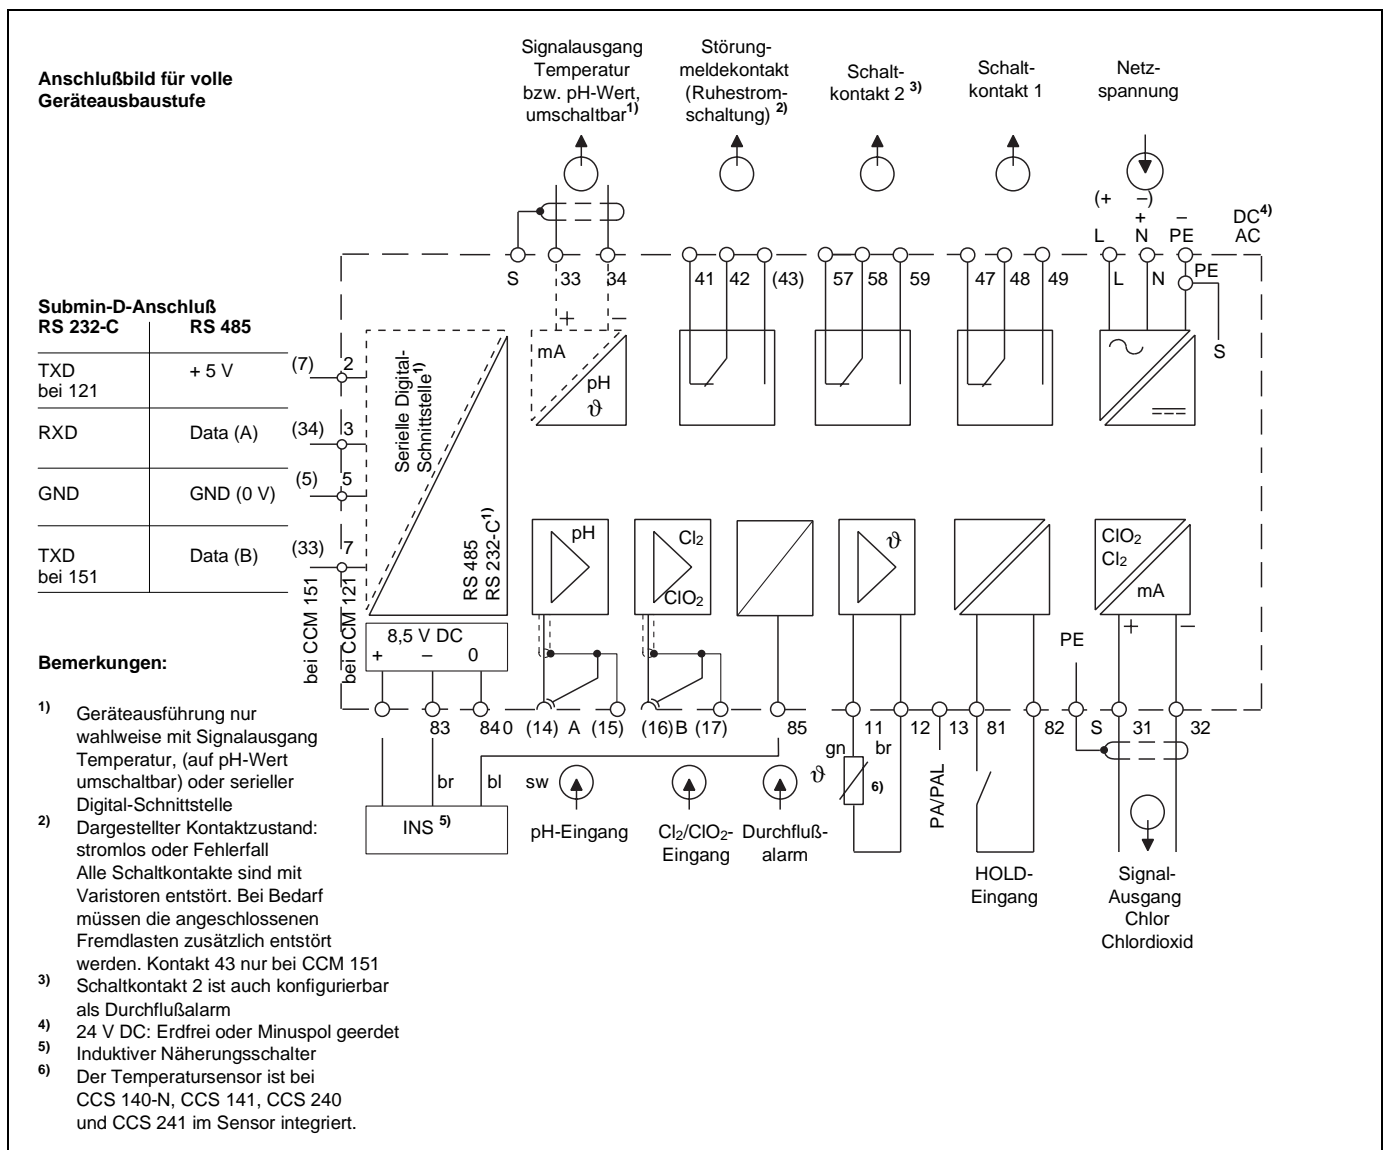 Anschlußbild für volle
Geräteausbaustufe
Signalausgang
Temperatur
bzw. pH-Wert,
umschaltbar1)
Störung-
meldekontakt
(Ruhestrom-
schaltung) 2)
Schalt-
kontakt 2 3)
Schalt-
kontakt 1
Netz-
spannung
(+ –)
+ –
L N PE
DC4)
AC
S 33 34 41 42 (43) 57 58 59 47 48 49 L N PE
S
+ –
mA
pH
ϑ
Submin-D-Anschluß
RS 232-C RS 485
TXD
bei 121
+ 5 V
(7) 2
RXD Data (A) (34) 3
GND GND (0 V) (5) 5
TXD
bei 151
Data (B)
(33) 7
bei CCM 151
bei CCM 121
Serielle Digital-
Schnittstelle1)
RS 485
RS 232-C1)
8,5 V DC
+ – 0
pH
Cl2
ClO2
ϑ
ClO2
Cl2
mA
+ –
PE
83 84 0 (14) A (15) (16) B (17) 85 11 12 13 81 82 S 31 32
br bl sw
INS 5)
pH-Eingang
Cl2/ClO2-
Eingang
Durchfluß-
alarm
gn br
ϑ
6)
PA/PAL
HOLD-
Eingang
Signal-
Ausgang
Chlor
Chlordioxid
Bemerkungen:
1) Geräteausführung nur
wahlweise mit Signalausgang
Temperatur, (auf pH-Wert
umschaltbar) oder serieller
Digital-Schnittstelle
2) Dargestellter Kontaktzustand:
stromlos oder Fehlerfall
Alle Schaltkontakte sind mit
Varistoren entstört. Bei Bedarf
müssen die angeschlossenen
Fremdlasten zusätzlich entstört
werden. Kontakt 43 nur bei CCM 151
3) Schaltkontakt 2 ist auch konfigurierbar
als Durchflußalarm
4) 24 V DC: Erdfrei oder Minuspol geerdet
5) Induktiver Näherungsschalter
6) Der Temperatursensor ist bei
CCS 140-N, CCS 141, CCS 240
und CCS 241 im Sensor integriert.